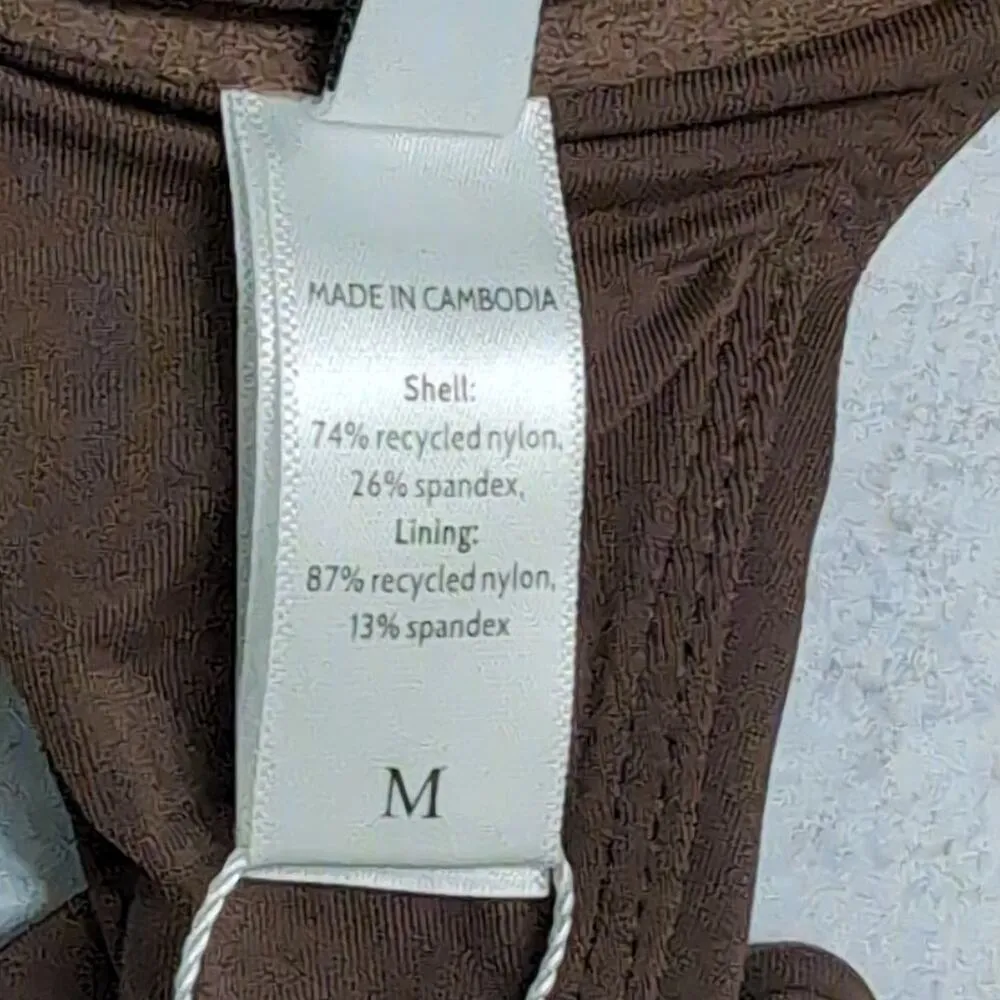 MADE IN CAMBODIA
Shell:
74% recycled nylon,
26% spandex,
Lining:
87% recycled nylon,
13% spandex
M